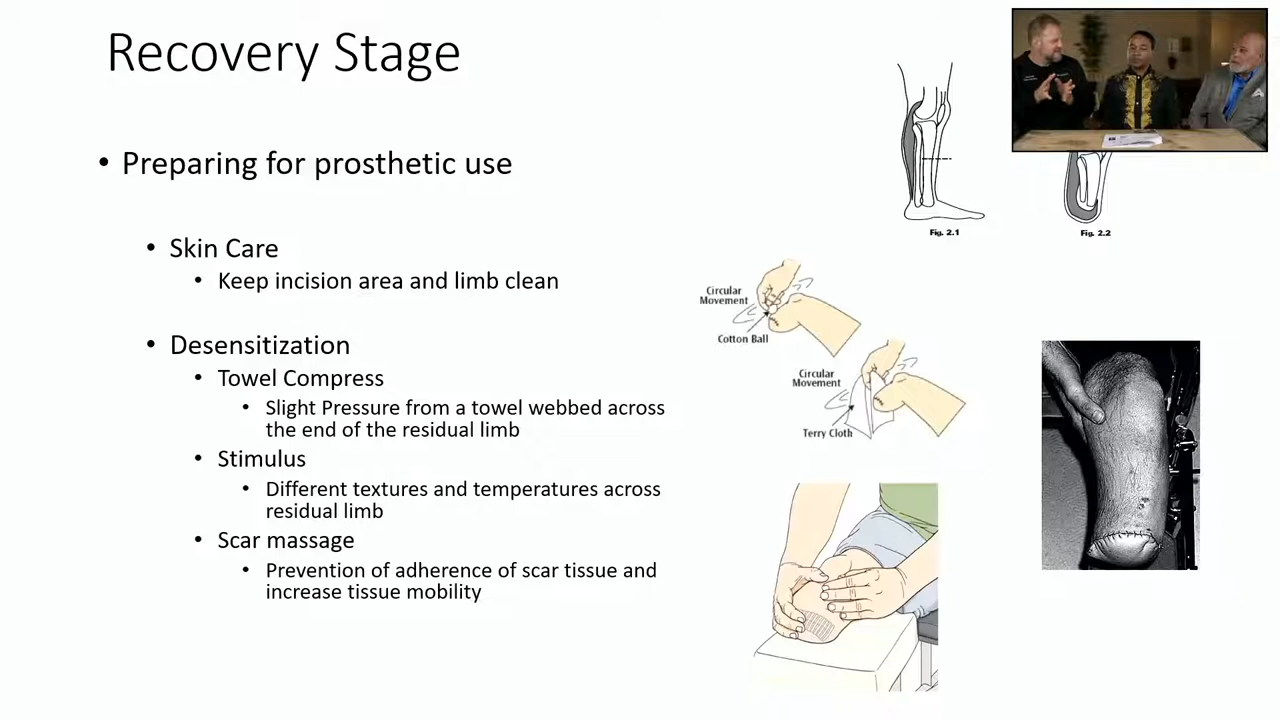 Recovery Stage
• Preparing for prosthetic use
• Skin Care
• Keep incision area and limb clean
• Desensitization
• Towel Compress
• Slight Pressure from a towel webbed across
the end of the residual limb
• Stimulus
• Different textures and temperatures across
residual limb
• Scar massage
• Prevention of adherence of scar tissue and
increase tissue mobility
Fig. 2.1
Fig. 2.2
Circular
Movement
Cotton Ball
Circular
Movement
Terry Cloth